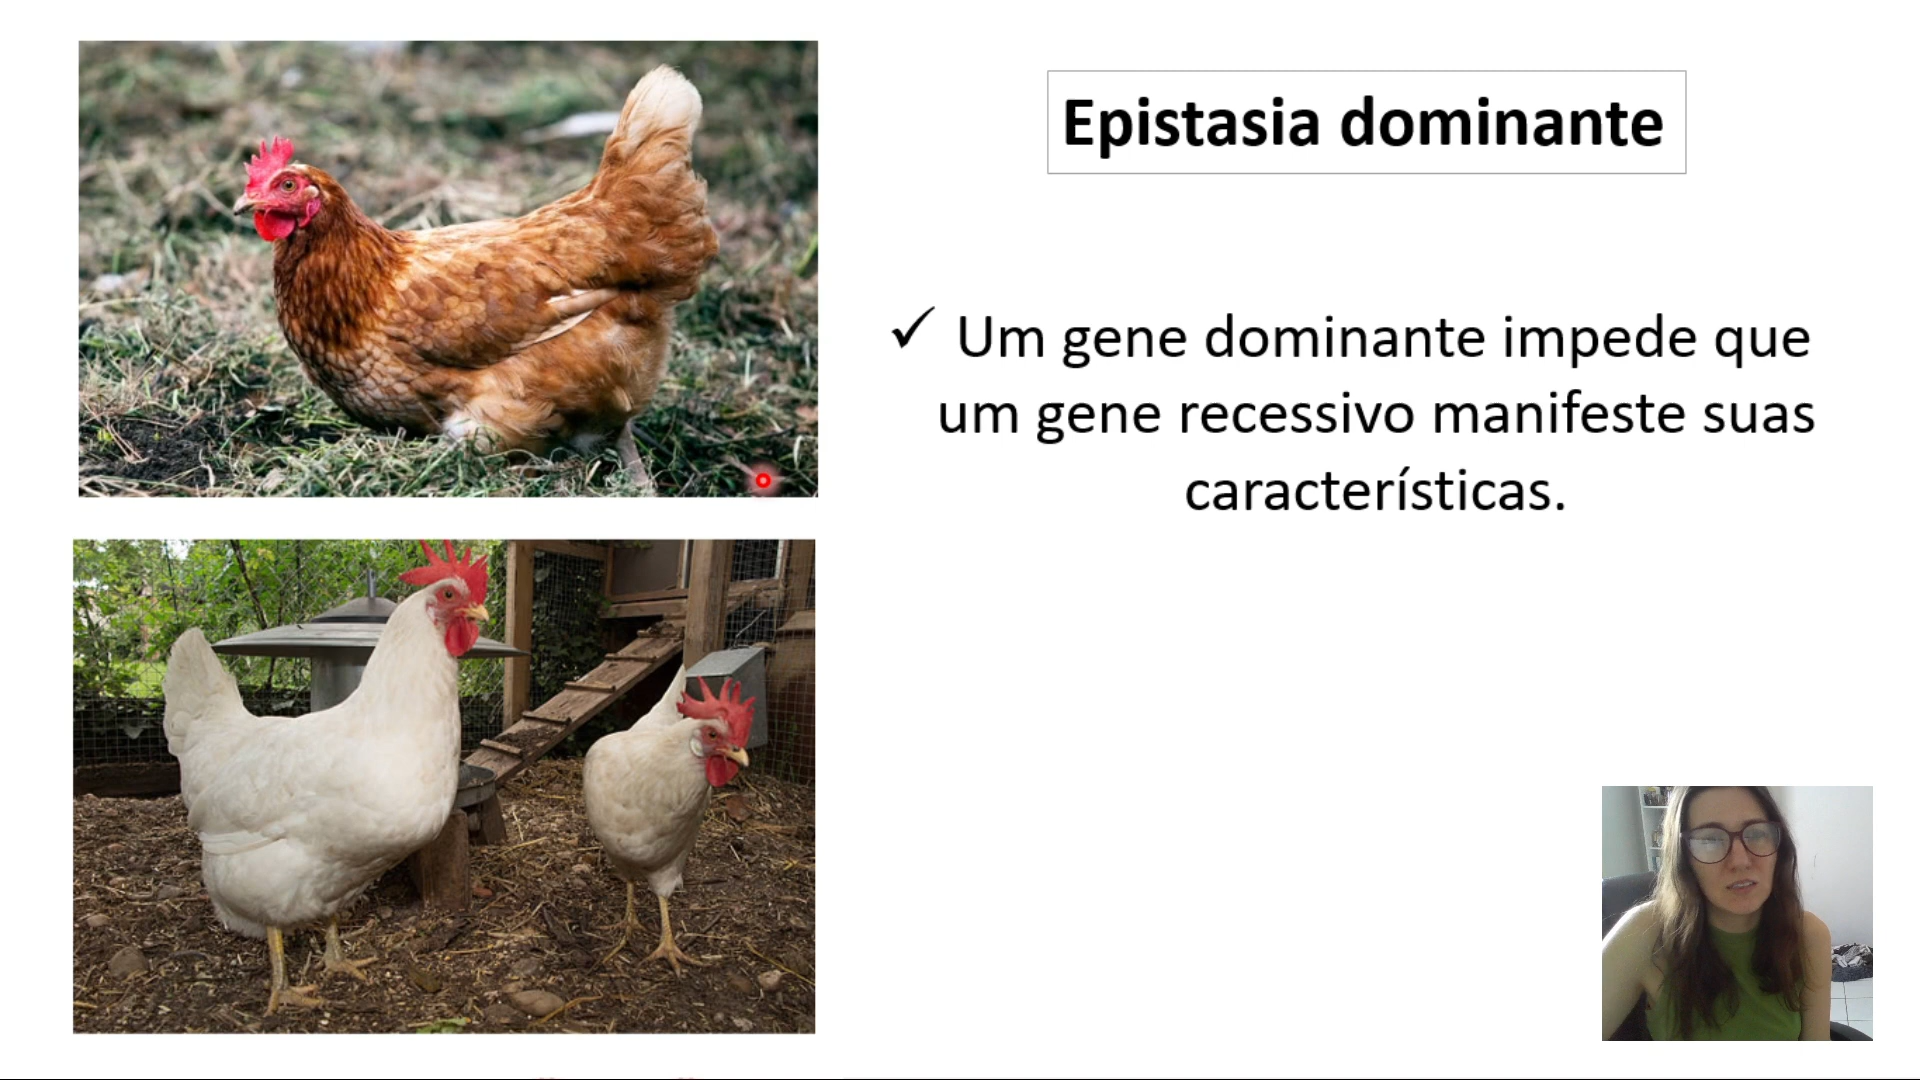 Epistasia dominante
✓ Um gene dominante impede que
um gene recessivo manifeste suas
características.